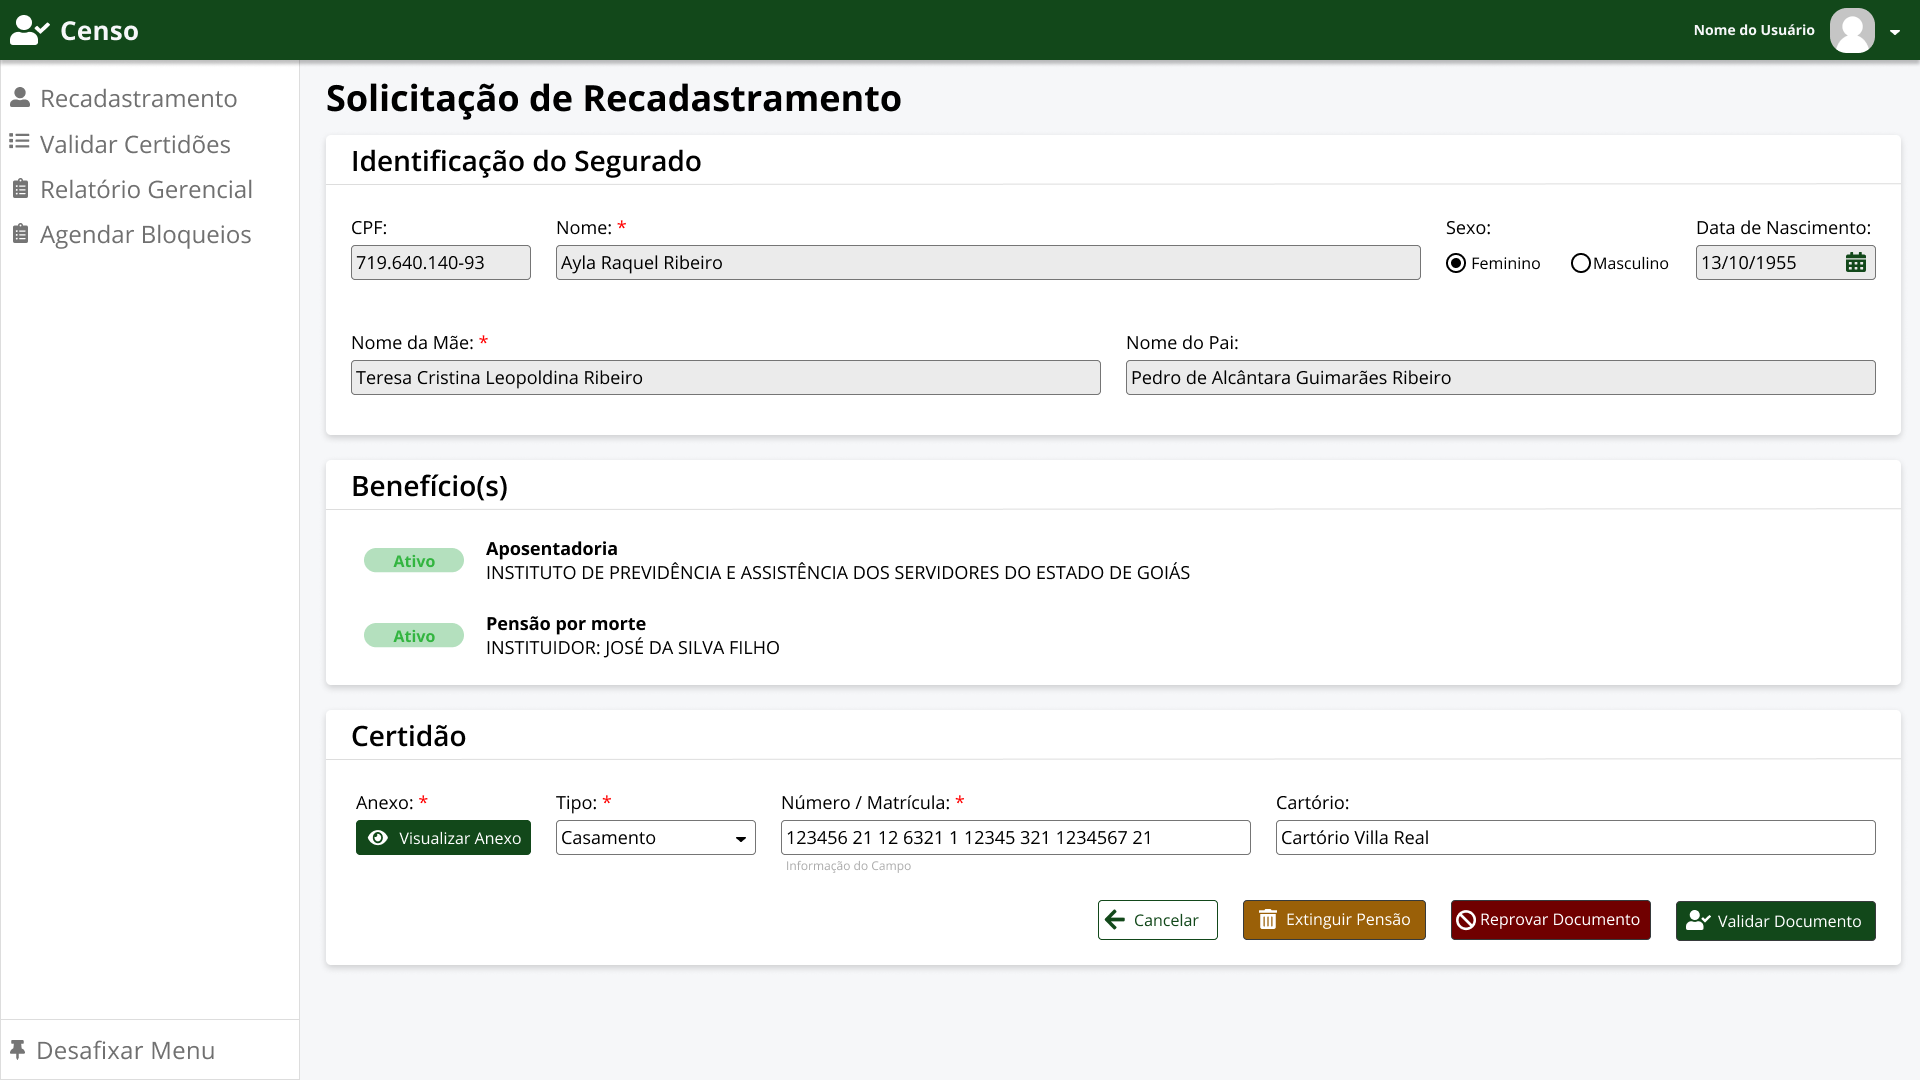 Censo
Nome do Usuário
Recadastramento
Validar Certidões
Relatório Gerencial
Agendar Bloqueios
Desafixar Menu
Solicitação de Recadastramento
Identificação do Segurado
CPF: Nome: * Sexo: Data de Nascimento:
719.640.140-93 Ayla Raquel Ribeiro Feminino Masculino 13/10/1955
Nome da Mãe: * Nome do Pai:
Teresa Cristina Leopoldina Ribeiro Pedro de Alcântara Guimarães Ribeiro
Benefício(s)
Ativo
Aposentadoria
INSTITUTO DE PREVIDÊNCIA E ASSISTÊNCIA DOS SERVIDORES DO ESTADO DE GOIÁS
Ativo
Pensão por morte
INSTITUIDOR: JOSÉ DA SILVA FILHO
Certidão
Anexo: * Tipo: * Número / Matrícula: * Cartório:
Visualizar Anexo Casamento 123456 21 12 6321 1 12345 321 1234567 21 Cartório Villa Real
Informação do Campo
Cancelar Extinguir Pensão Reprovar Documento Validar Documento